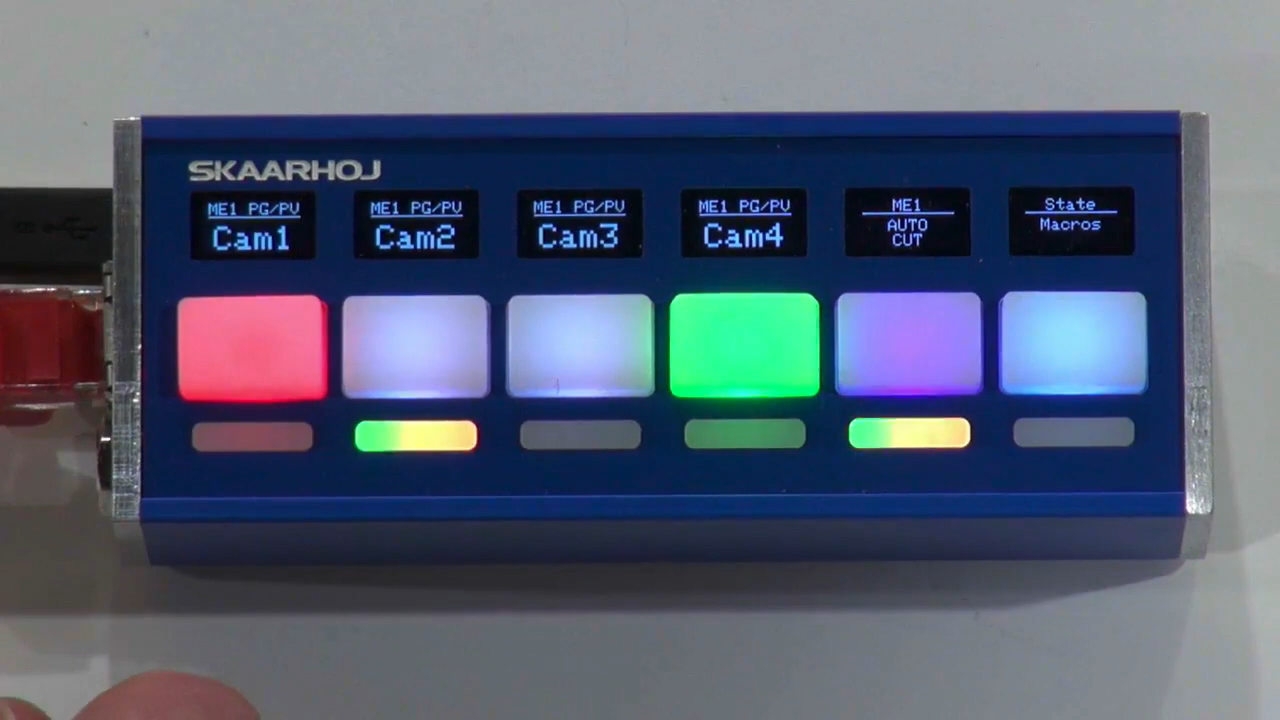 SKAARHOJ
ME1 PG/PV
Cam1
ME1 PG/PV
Cam2
ME1 PG/PV
Cam3
ME1 PG/PV
Cam4
ME1
AUTO
CUT
State
Macros